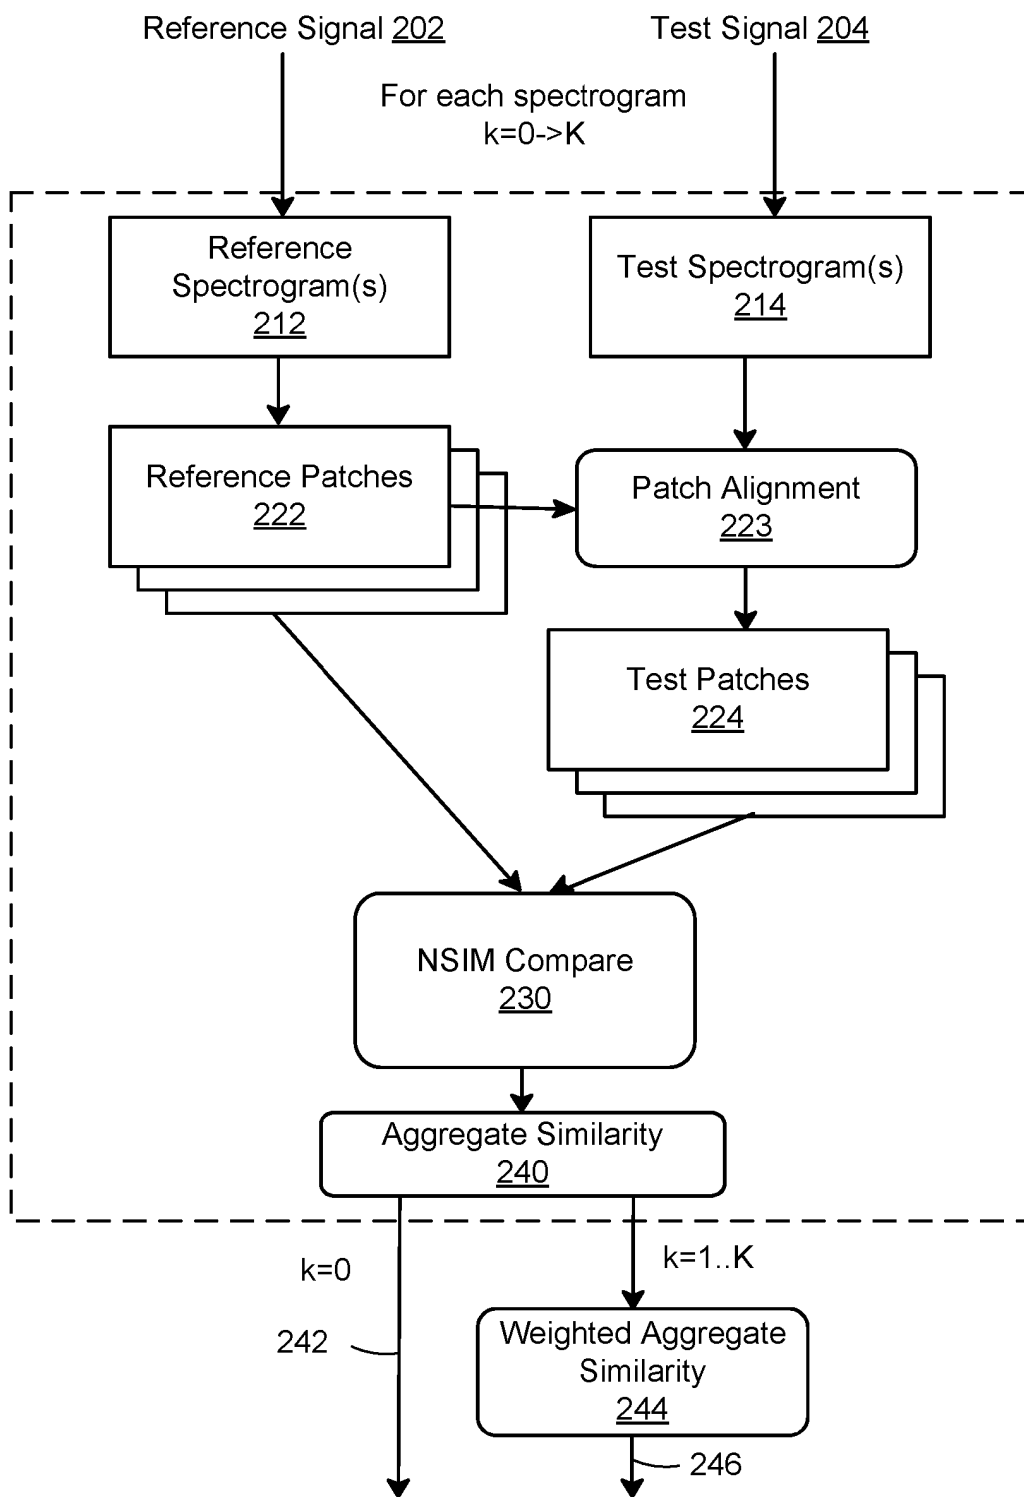 Reference Signal 202
Test Signal 204
For each spectrogram
k=0->K
Reference
Spectrogram(s)
212
Test Spectrogram(s)
214
Reference Patches
222
Patch Alignment
223
Test Patches
224
NSIM Compare
230
Aggregate Similarity
240
k=0
k=1..K
242
Weighted Aggregate
Similarity
244
246